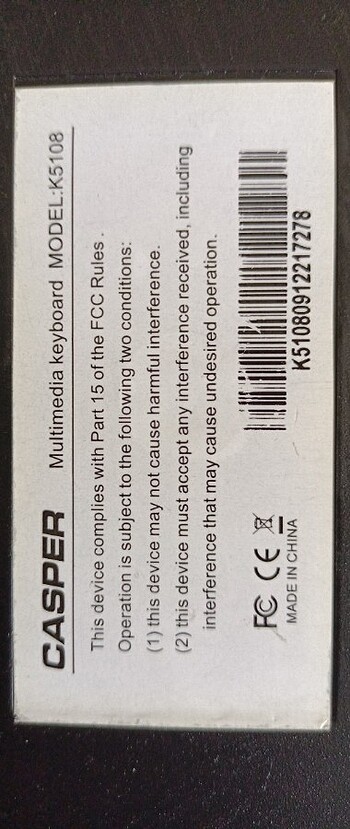 CASPER Multimedia keyboard MODEL:K5108
This device complies with Part 15 of the FCC Rules .
Operation is subject to the following two conditions:
(1) this device may not cause harmful interference.
(2) this device must accept any interference received, including
interference that may cause undesired operation.
FC CE
MADE IN CHINA
K51080912217278